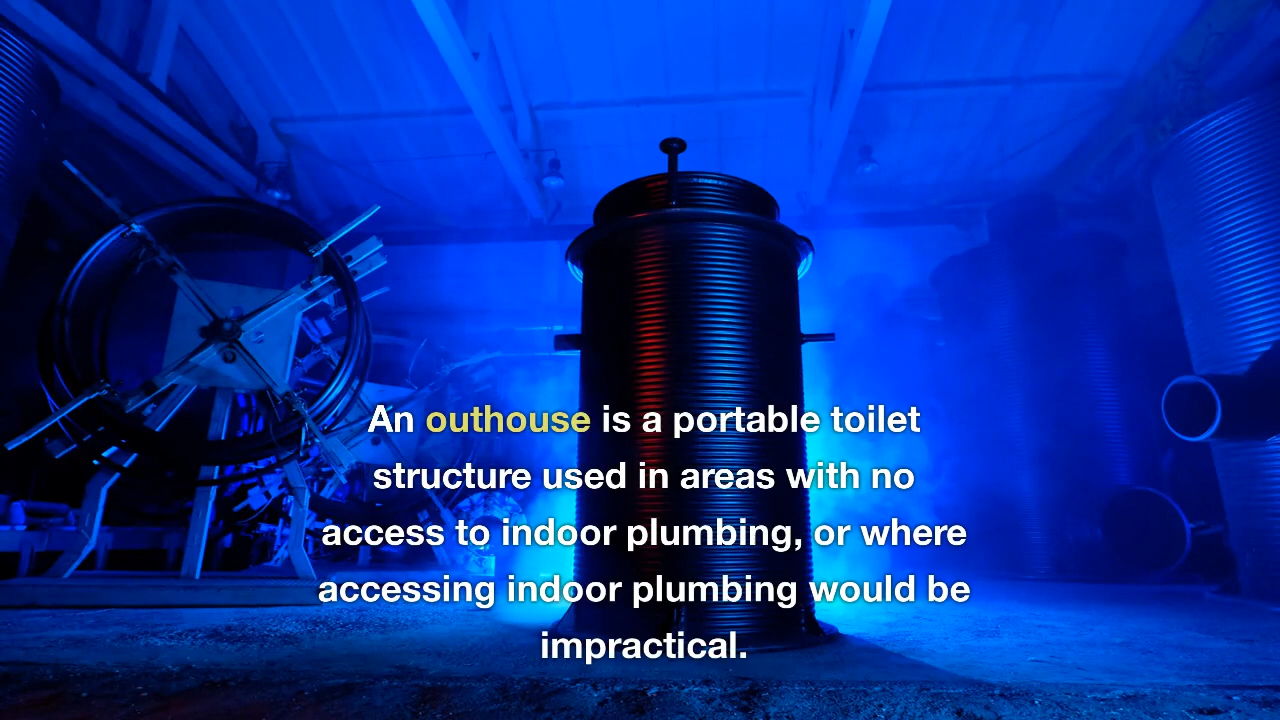 An outhouse is a portable toilet
structure used in areas with no
access to indoor plumbing, or where
accessing indoor plumbing would be
impractical.